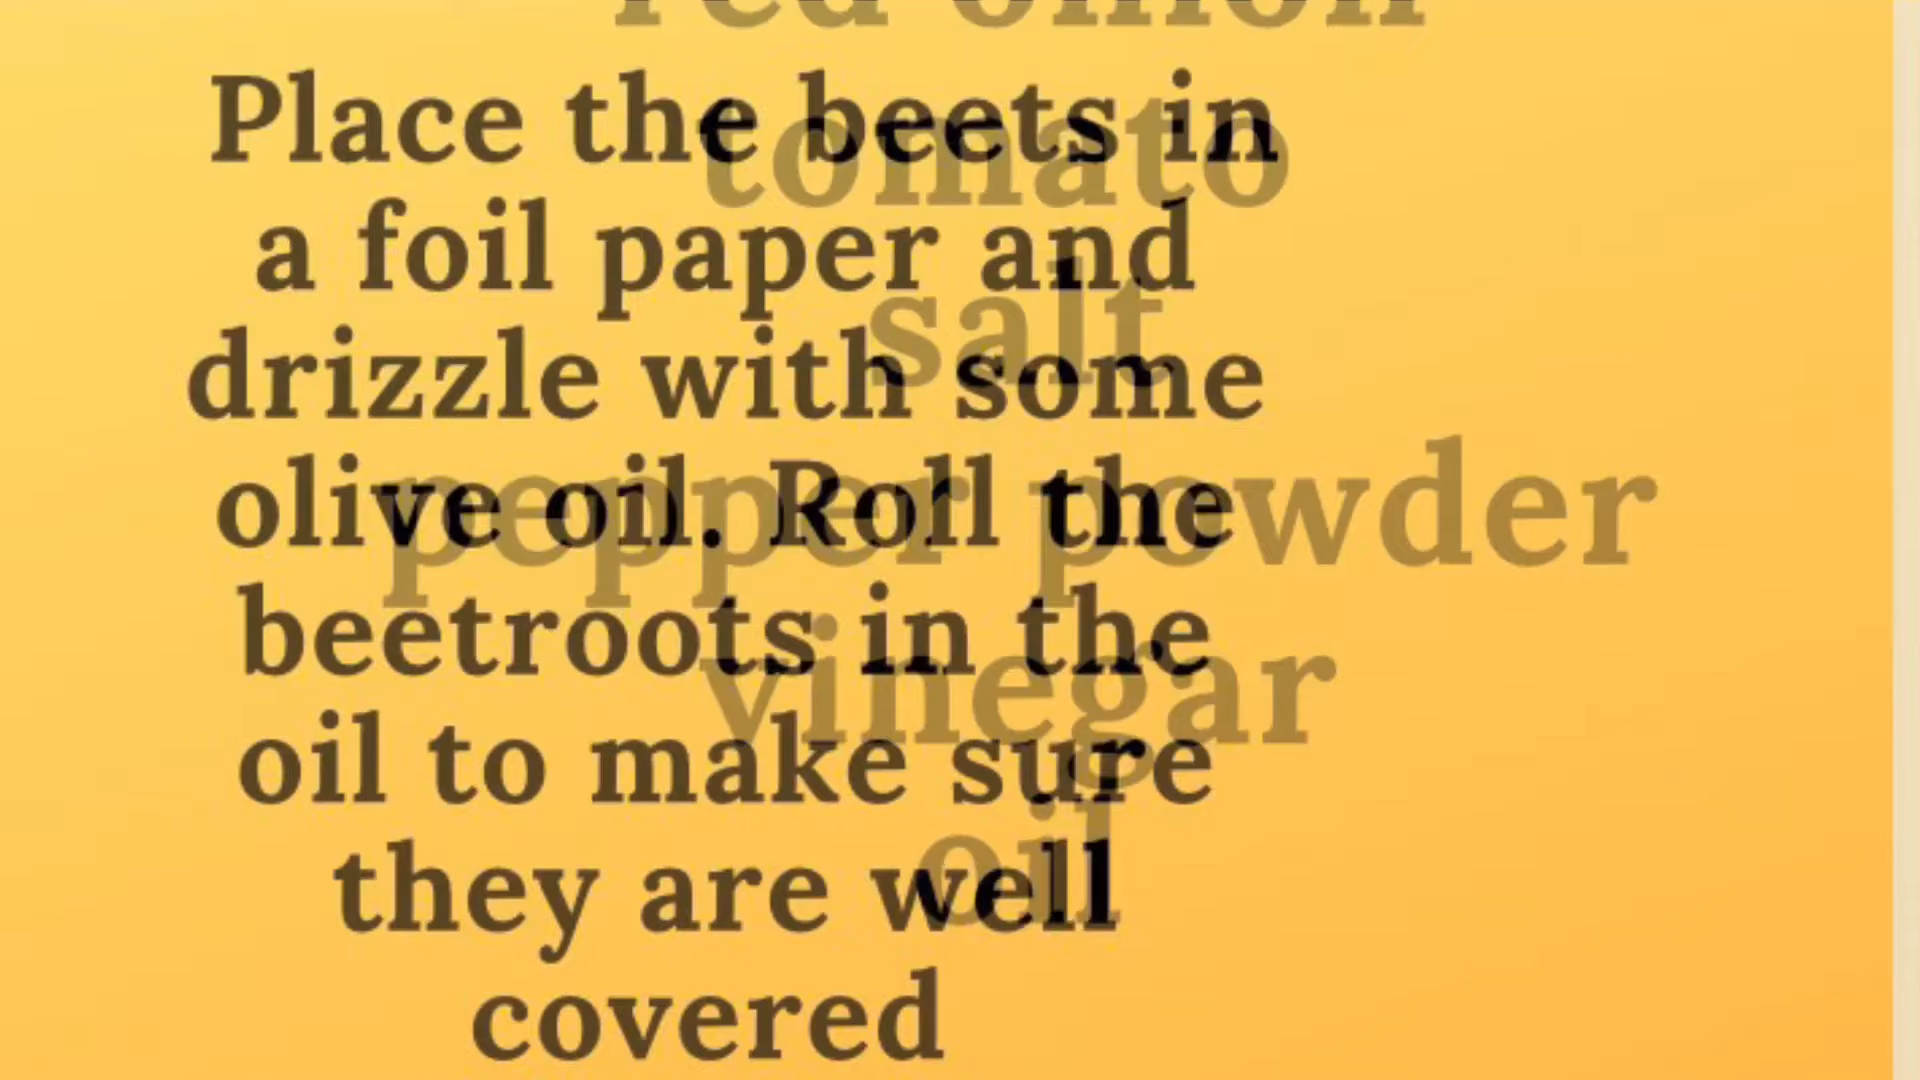 red onion
Place the beets in
tomato
a foil paper and
salt
drizzle with some
olive oil. Roll the
pepper powder
beetroots in the
vinegar
oil to make sure
oil
they are well
covered